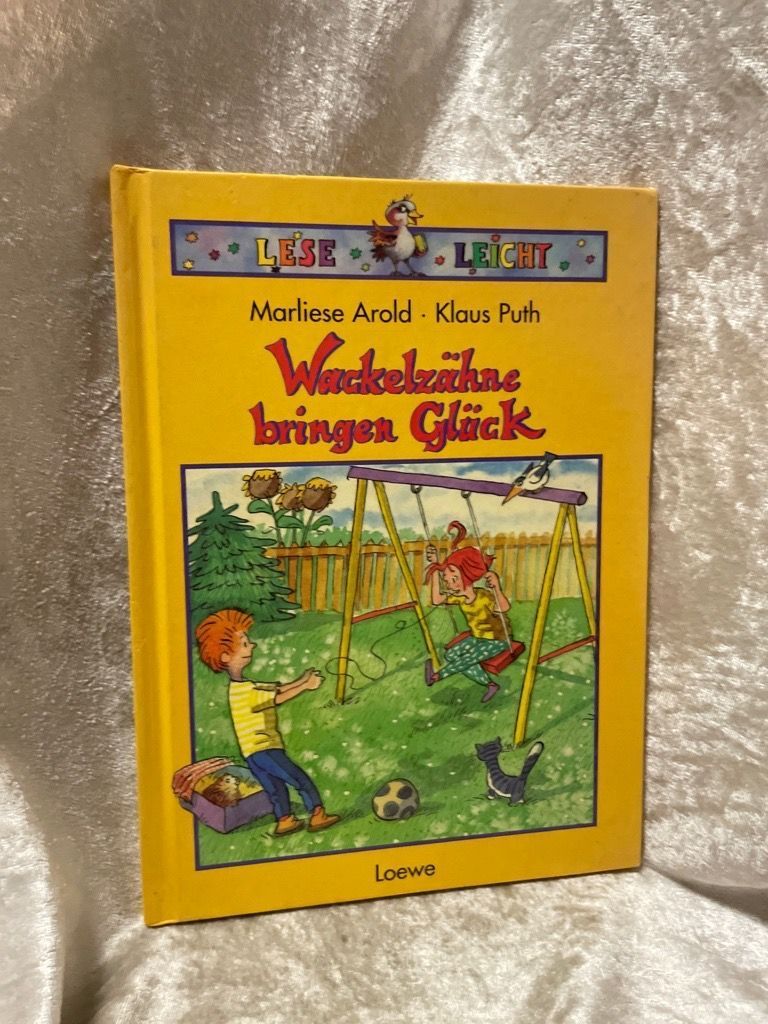 LESE LEICHT
Marliese Arold · Klaus Puth
Wackelzähne
bringen Glück
Loewe